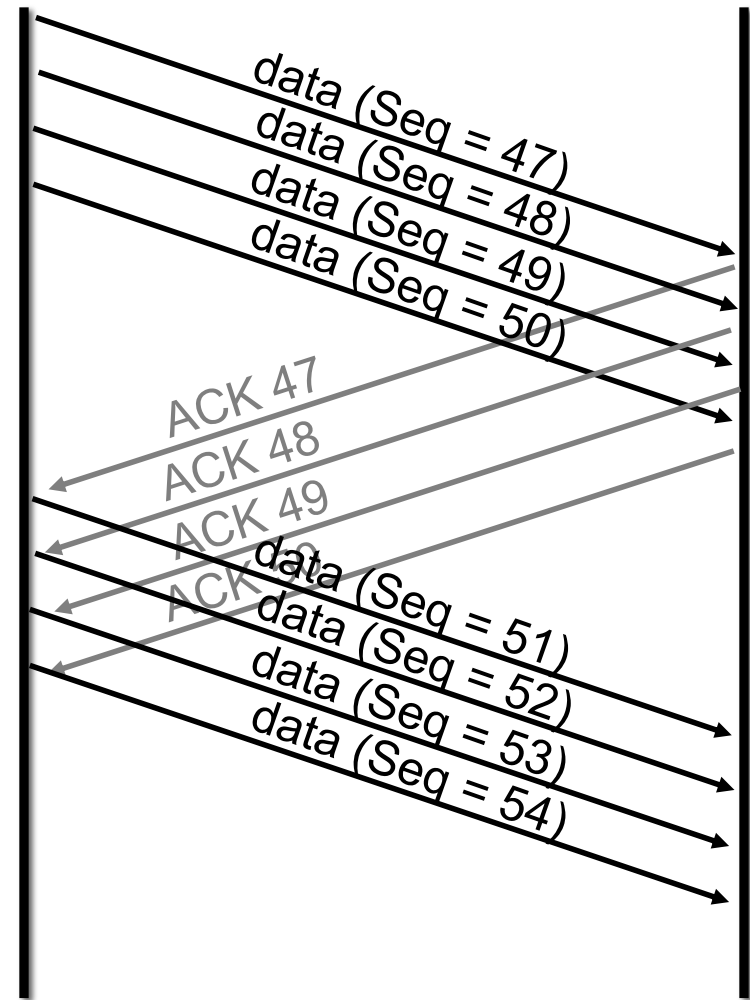 data (Seq = 47)
data (Seq = 48)
data (Seq = 49)
data (Seq = 50)
ACK 47
ACK 48
ACK 49
ACK
data (Seq = 51)
data (Seq = 52)
data (Seq = 53)
data (Seq = 54)